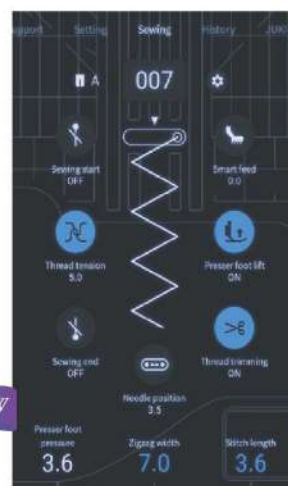 Support Setting Sewing History JUKI
A 007
Sewing start
OFF
Smart feed
0.0
Thread tension
5.0
Presser foot lift
ON
Sewing end
OFF
Thread trimming
ON
Needle position
3.5
Presser foot
pressure
3.6
Zigzag width
7.0
Stitch length
3.6